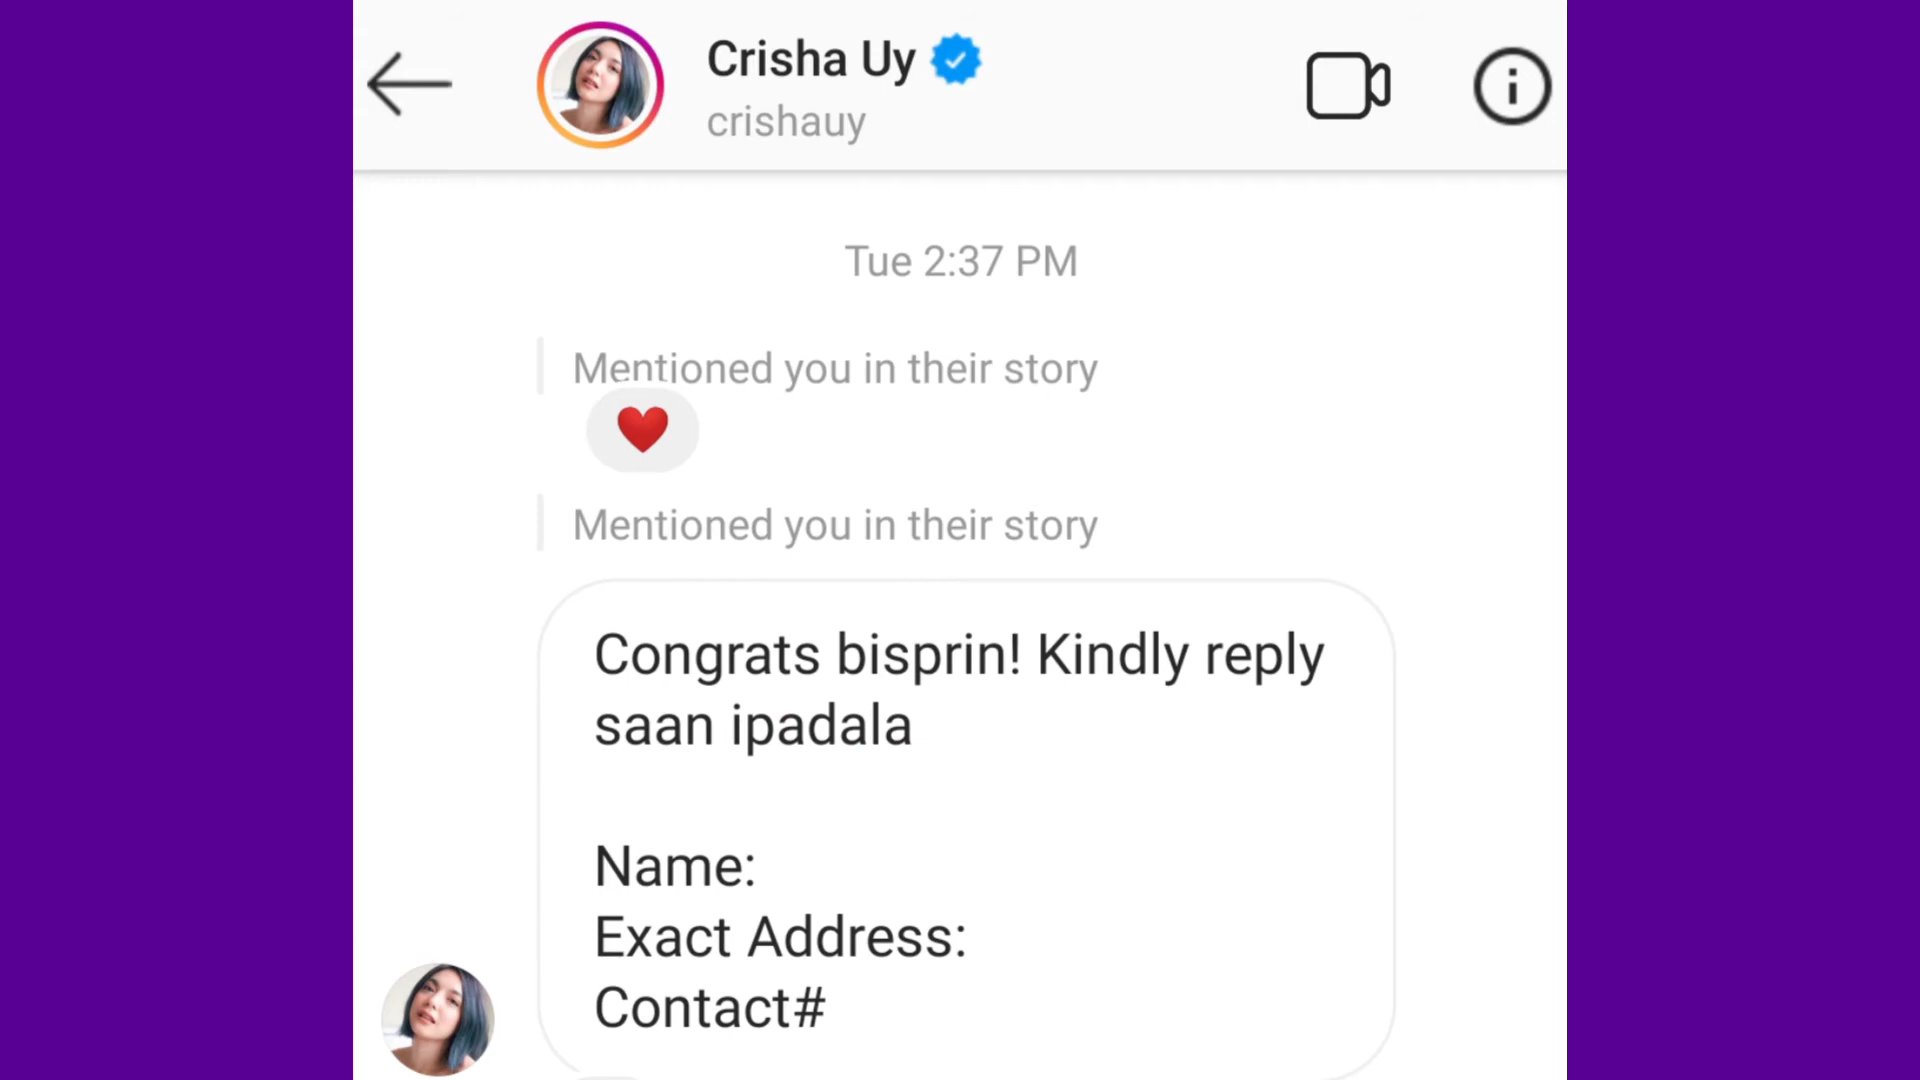 Crisha Uy
crishauy
Tue 2:37 PM
Mentioned you in their story
Mentioned you in their story
Congrats bisprin! Kindly reply
saan ipadala
Name:
Exact Address:
Contact#